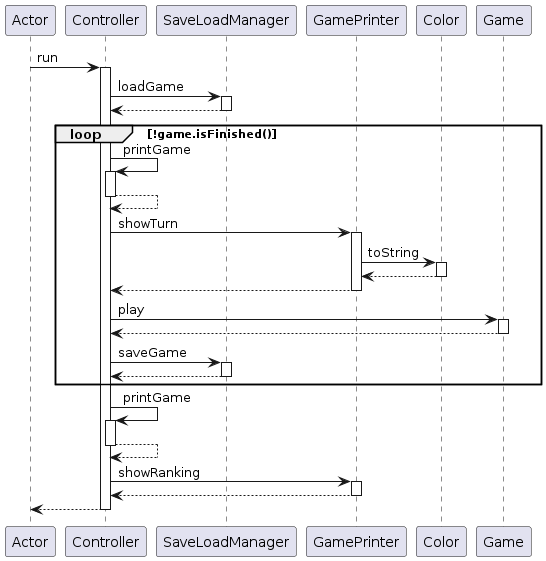 Actor Controller SaveLoadManager GamePrinter Color Game
run
loadGame
loop [!game.isFinished()]
printGame
showTurn
toString
play
saveGame
printGame
showRanking
Actor Controller SaveLoadManager GamePrinter Color Game